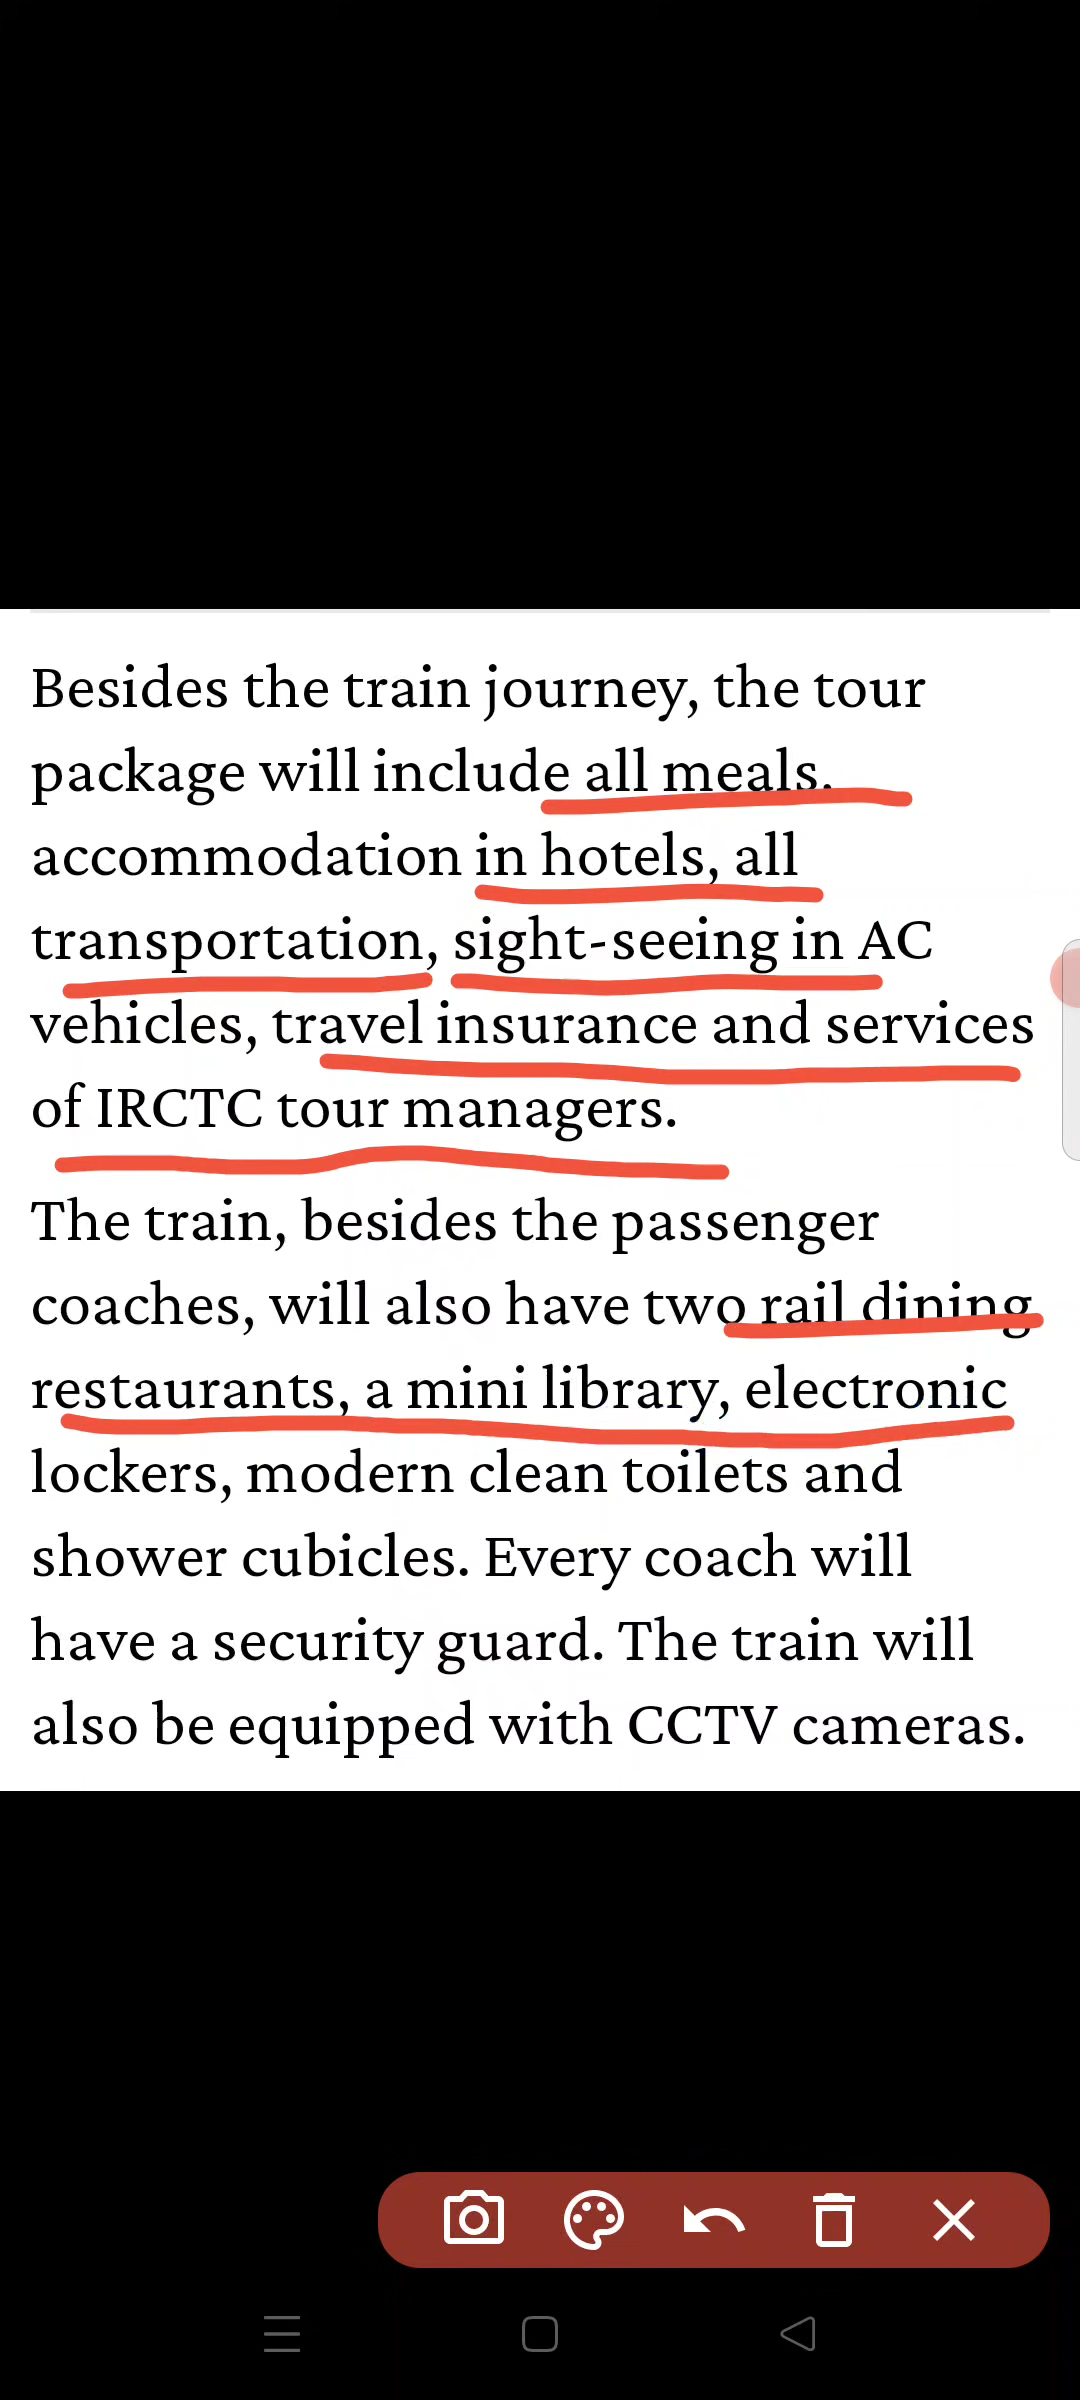 Besides the train journey, the tour
package will include all meals,
accommodation in hotels, all
transportation, sight-seeing in AC
vehicles, travel insurance and services
of IRCTC tour managers.
The train, besides the passenger
coaches, will also have two rail dining
restaurants, a mini library, electronic
lockers, modern clean toilets and
shower cubicles. Every coach will
have a security guard. The train will
also be equipped with CCTV cameras.